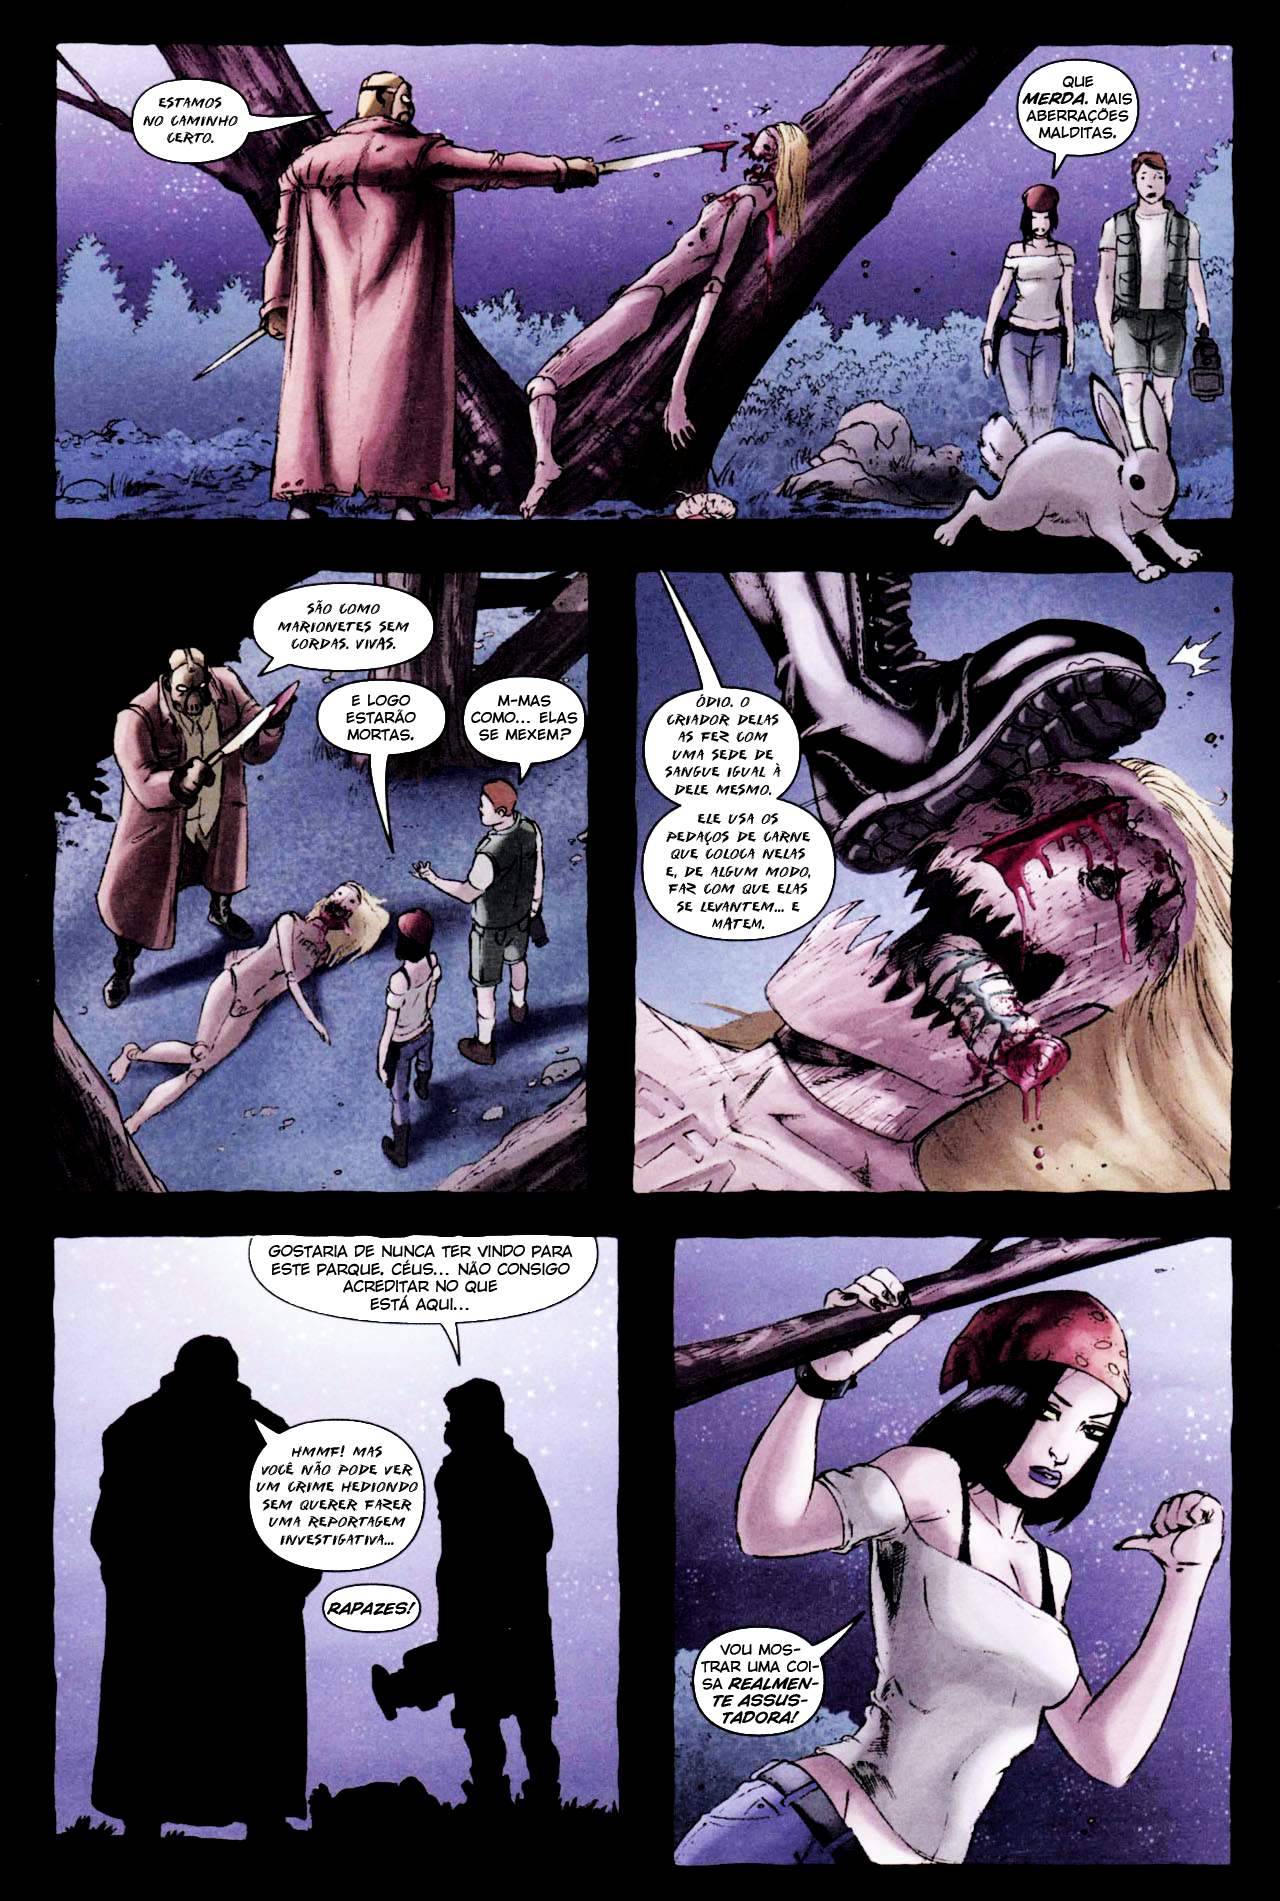 ESTAMOS
NO CAMINHO
CERTO.
QUE
MERDA. MAIS
ABERRAÇÕES
MALDITAS.
SÃO COMO
MARIONETES SEM
CORDAS. VIVAS.
E LOGO
ESTARÃO
MORTAS.
M-MAS
COMO... ELAS
SE MEXEM?
ÓDIO. O
CRIADOR DELAS
AS FEZ COM
UMA SEDE DE
SANGUE IGUAL À
DELE MESMO.
ELE USA OS
PEDAÇOS DE CARNE
QUE COLOCA NELAS
E, DE ALGUM MODO,
FAZ COM QUE ELAS
SE LEVANTEM... E
MATEM.
GOSTARIA DE NUNCA TER VINDO PARA
ESTE PARQUE. CÉUS... NÃO CONSIGO
ACREDITAR NO QUE
ESTÁ AQUI...
HMMF! MAS
VOCÊ NÃO PODE VER
UM CRIME HEDIONDO
SEM QUERER FAZER
UMA REPORTAGEM
INVESTIGATIVA...
RAPAZES!
VOU MOS-
TRAR UMA COI-
SA REALMEN-
TE ASSUS-
TADORA!